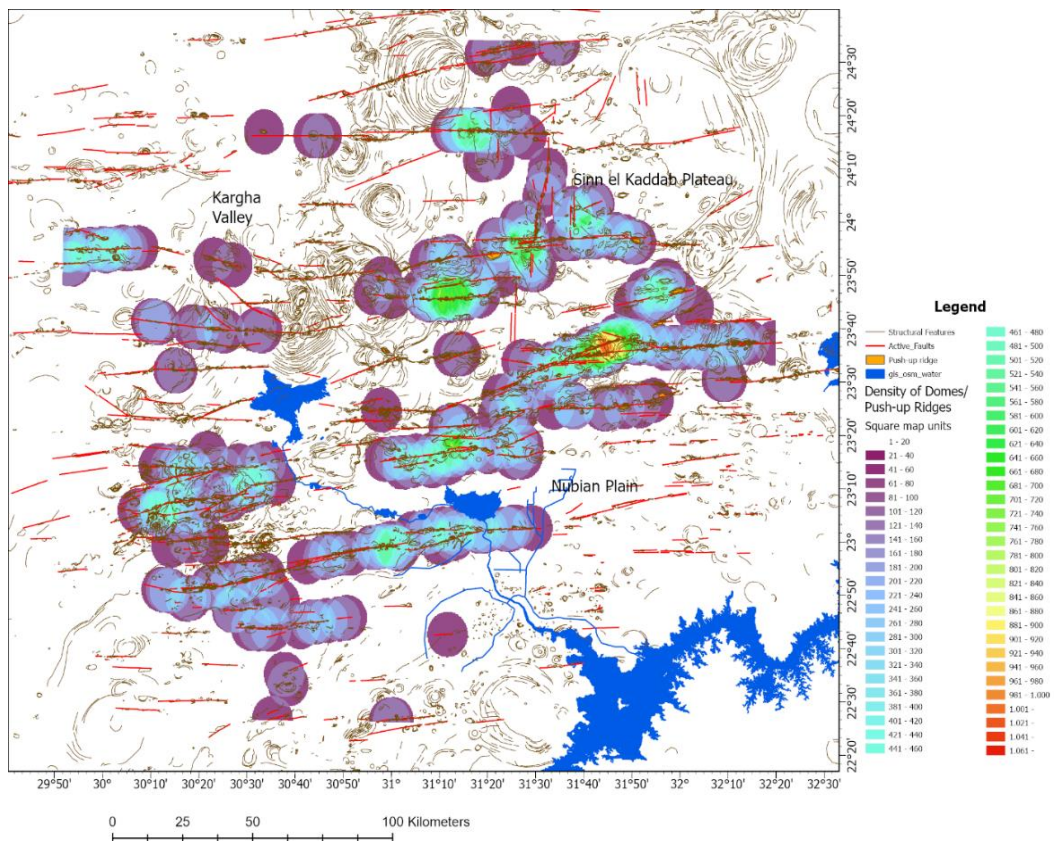 Kargha
Valley
Sinn el Kaddab Plateau
Nubian Plain
24°30'
24°20'
24°10'
24°
23°50'
23°40'
23°30'
23°20'
23°10'
23°
22°50'
22°40'
22°30'
22°20'
29°50' 30° 30°10' 30°20' 30°30' 30°40' 30°50' 31° 31°10' 31°20' 31°30' 31°40' 31°50' 32° 32°10' 32°20' 32°30'
0 25 50 100 Kilometers
Legend
Structural Features
Active_Faults
Push-up ridge
gis_osm_water
Density of Domes/
Push-up Ridges
Square map units
1 - 20
21 - 40
41 - 60
61 - 80
81 - 100
101 - 120
121 - 140
141 - 160
161 - 180
181 - 200
201 - 220
221 - 240
241 - 260
261 - 280
281 - 300
301 - 320
321 - 340
341 - 360
361 - 380
381 - 400
401 - 420
421 - 440
441 - 460
461 - 480
481 - 500
501 - 520
521 - 540
541 - 560
561 - 580
581 - 600
601 - 620
621 - 640
641 - 660
661 - 680
681 - 700
701 - 720
721 - 740
741 - 760
761 - 780
781 - 800
801 - 820
821 - 840
841 - 860
861 - 880
881 - 900
901 - 920
921 - 940
941 - 960
961 - 980
981 - 1.000
1.001 -
1.021 -
1.041 -
1.061 -